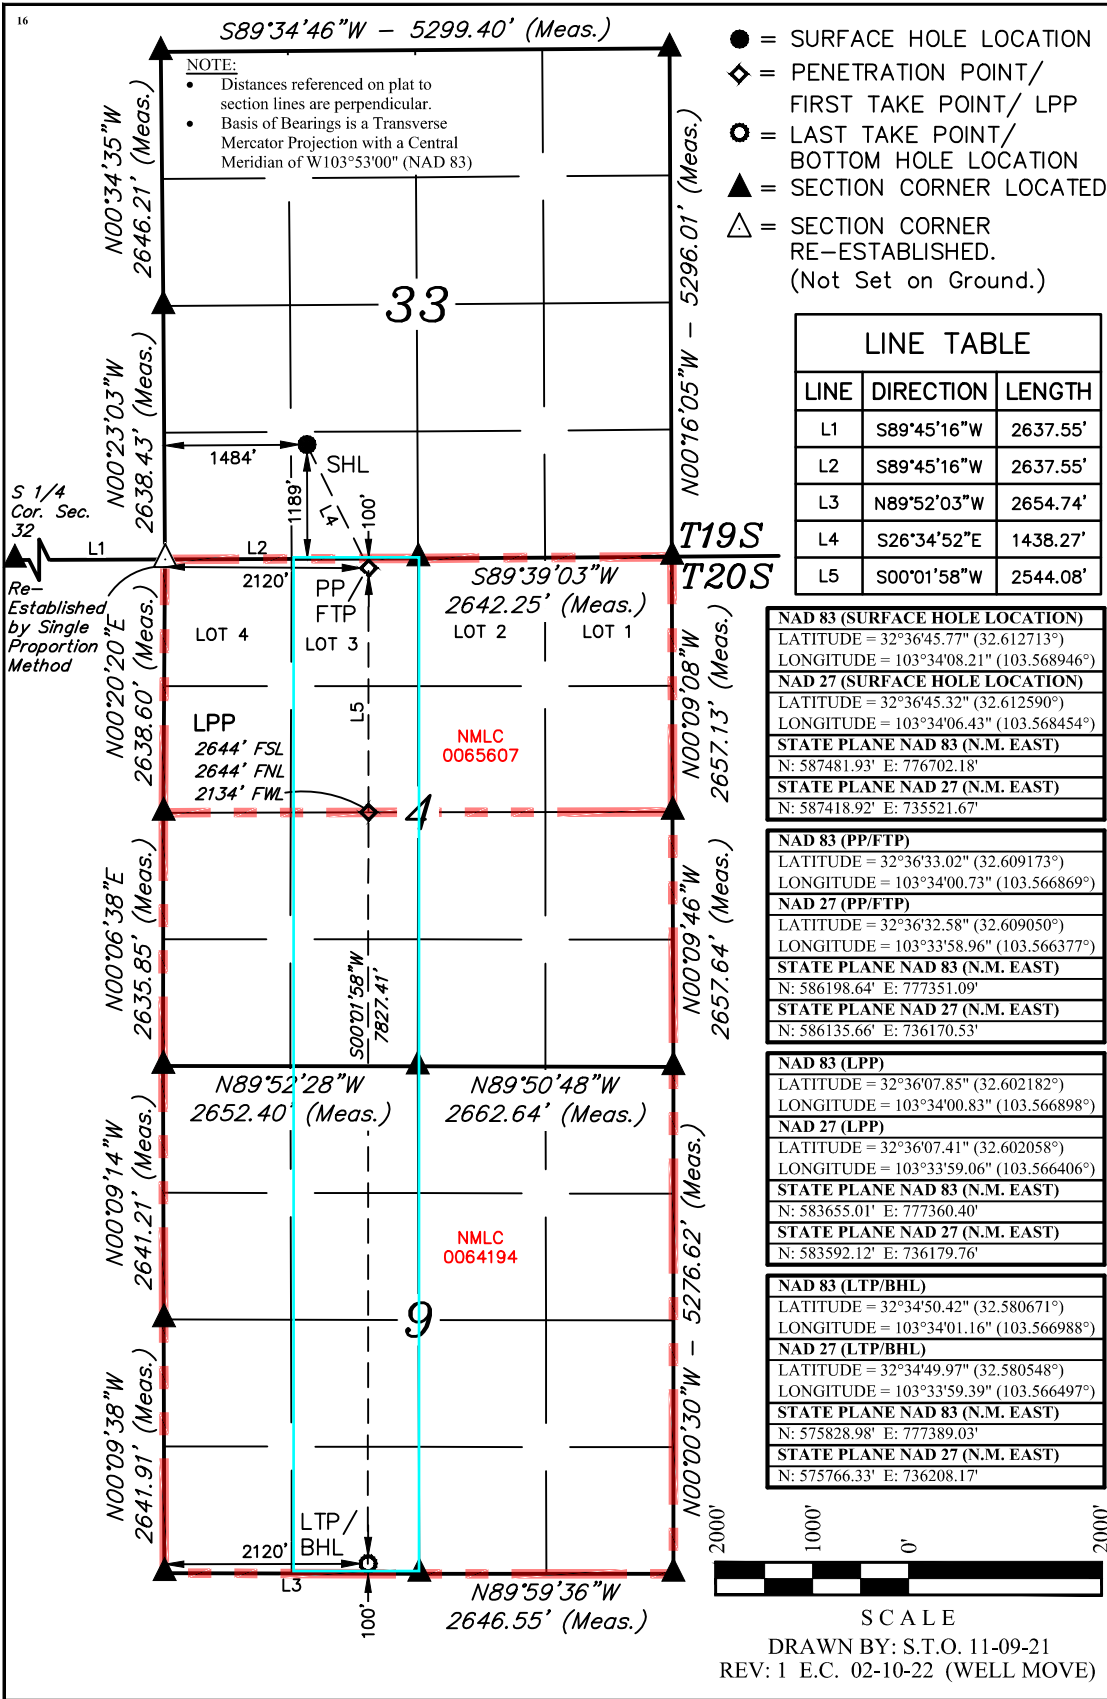 16
S89°34'46"W – 5299.40' (Meas.)
NOTE:
• Distances referenced on plat to
section lines are perpendicular.
• Basis of Bearings is a Transverse
Mercator Projection with a Central
Meridian of W103°53'00" (NAD 83)
N00°34'35"W
2646.21' (Meas.)
N00°23'03"W
2638.43' (Meas.)
N00°16'05"W – 5296.01' (Meas.)
33
1484'
SHL
1189'
L4
100'
S 1/4
Cor. Sec.
32
L1
L2
T19S
T20S
Re-
Established
by Single
Proportion
Method
2120'
PP
FTP
S89°39'03"W
2642.25' (Meas.)
LOT 4
LOT 3
LOT 2
LOT 1
N00°20'20"E
2638.60' (Meas.)
N00°09'08"W
2657.13' (Meas.)
L5
LPP
2644' FSL
2644' FNL
2134' FWL
NMLC
0065607
4
N00°06'38"E
2635.85' (Meas.)
N00°09'46"W
2657.64' (Meas.)
S00°01'58"W
7827.41'
N89°52'28"W
2652.40' (Meas.)
N89°50'48"W
2662.64' (Meas.)
N00°09'14"W
2641.21' (Meas.)
N00°00'30"W – 5276.62' (Meas.)
NMLC
0064194
9
N00°09'38"W
2641.91' (Meas.)
LTP/
BHL
2120'
L3
100'
N89°59'36"W
2646.55' (Meas.)
= SURFACE HOLE LOCATION
= PENETRATION POINT/
FIRST TAKE POINT/ LPP
= LAST TAKE POINT/
BOTTOM HOLE LOCATION
= SECTION CORNER LOCATED
= SECTION CORNER
RE-ESTABLISHED.
(Not Set on Ground.)
LINE TABLE
LINE DIRECTION LENGTH
L1 S89°45'16"W 2637.55'
L2 S89°45'16"W 2637.55'
L3 N89°52'03"W 2654.74'
L4 S26°34'52"E 1438.27'
L5 S00°01'58"W 2544.08'
NAD 83 (SURFACE HOLE LOCATION)
LATITUDE = 32°36'45.77" (32.612713°)
LONGITUDE = 103°34'08.21" (103.568946°)
NAD 27 (SURFACE HOLE LOCATION)
LATITUDE = 32°36'45.32" (32.612590°)
LONGITUDE = 103°34'06.43" (103.568454°)
STATE PLANE NAD 83 (N.M. EAST)
N: 587481.93' E: 776702.18'
STATE PLANE NAD 27 (N.M. EAST)
N: 587418.92' E: 735521.67'
NAD 83 (PP/FTP)
LATITUDE = 32°36'33.02" (32.609173°)
LONGITUDE = 103°34'00.73" (103.566869°)
NAD 27 (PP/FTP)
LATITUDE = 32°36'32.58" (32.609050°)
LONGITUDE = 103°33'58.96" (103.566377°)
STATE PLANE NAD 83 (N.M. EAST)
N: 586198.64' E: 777351.09'
STATE PLANE NAD 27 (N.M. EAST)
N: 586135.66' E: 736170.53'
NAD 83 (LPP)
LATITUDE = 32°36'07.85" (32.602182°)
LONGITUDE = 103°34'00.83" (103.566898°)
NAD 27 (LPP)
LATITUDE = 32°36'07.41" (32.602058°)
LONGITUDE = 103°33'59.06" (103.566406°)
STATE PLANE NAD 83 (N.M. EAST)
N: 583655.01' E: 777360.40'
STATE PLANE NAD 27 (N.M. EAST)
N: 583592.12' E: 736179.76'
NAD 83 (LTP/BHL)
LATITUDE = 32°34'50.42" (32.580671°)
LONGITUDE = 103°34'01.16" (103.566988°)
NAD 27 (LTP/BHL)
LATITUDE = 32°34'49.97" (32.580548°)
LONGITUDE = 103°33'59.39" (103.566497°)
STATE PLANE NAD 83 (N.M. EAST)
N: 575828.98' E: 777389.03'
STATE PLANE NAD 27 (N.M. EAST)
N: 575766.33' E: 736208.17'
2000' 1000' 0' 2000'
SCALE
DRAWN BY: S.T.O. 11-09-21
REV: 1 E.C. 02-10-22 (WELL MOVE)